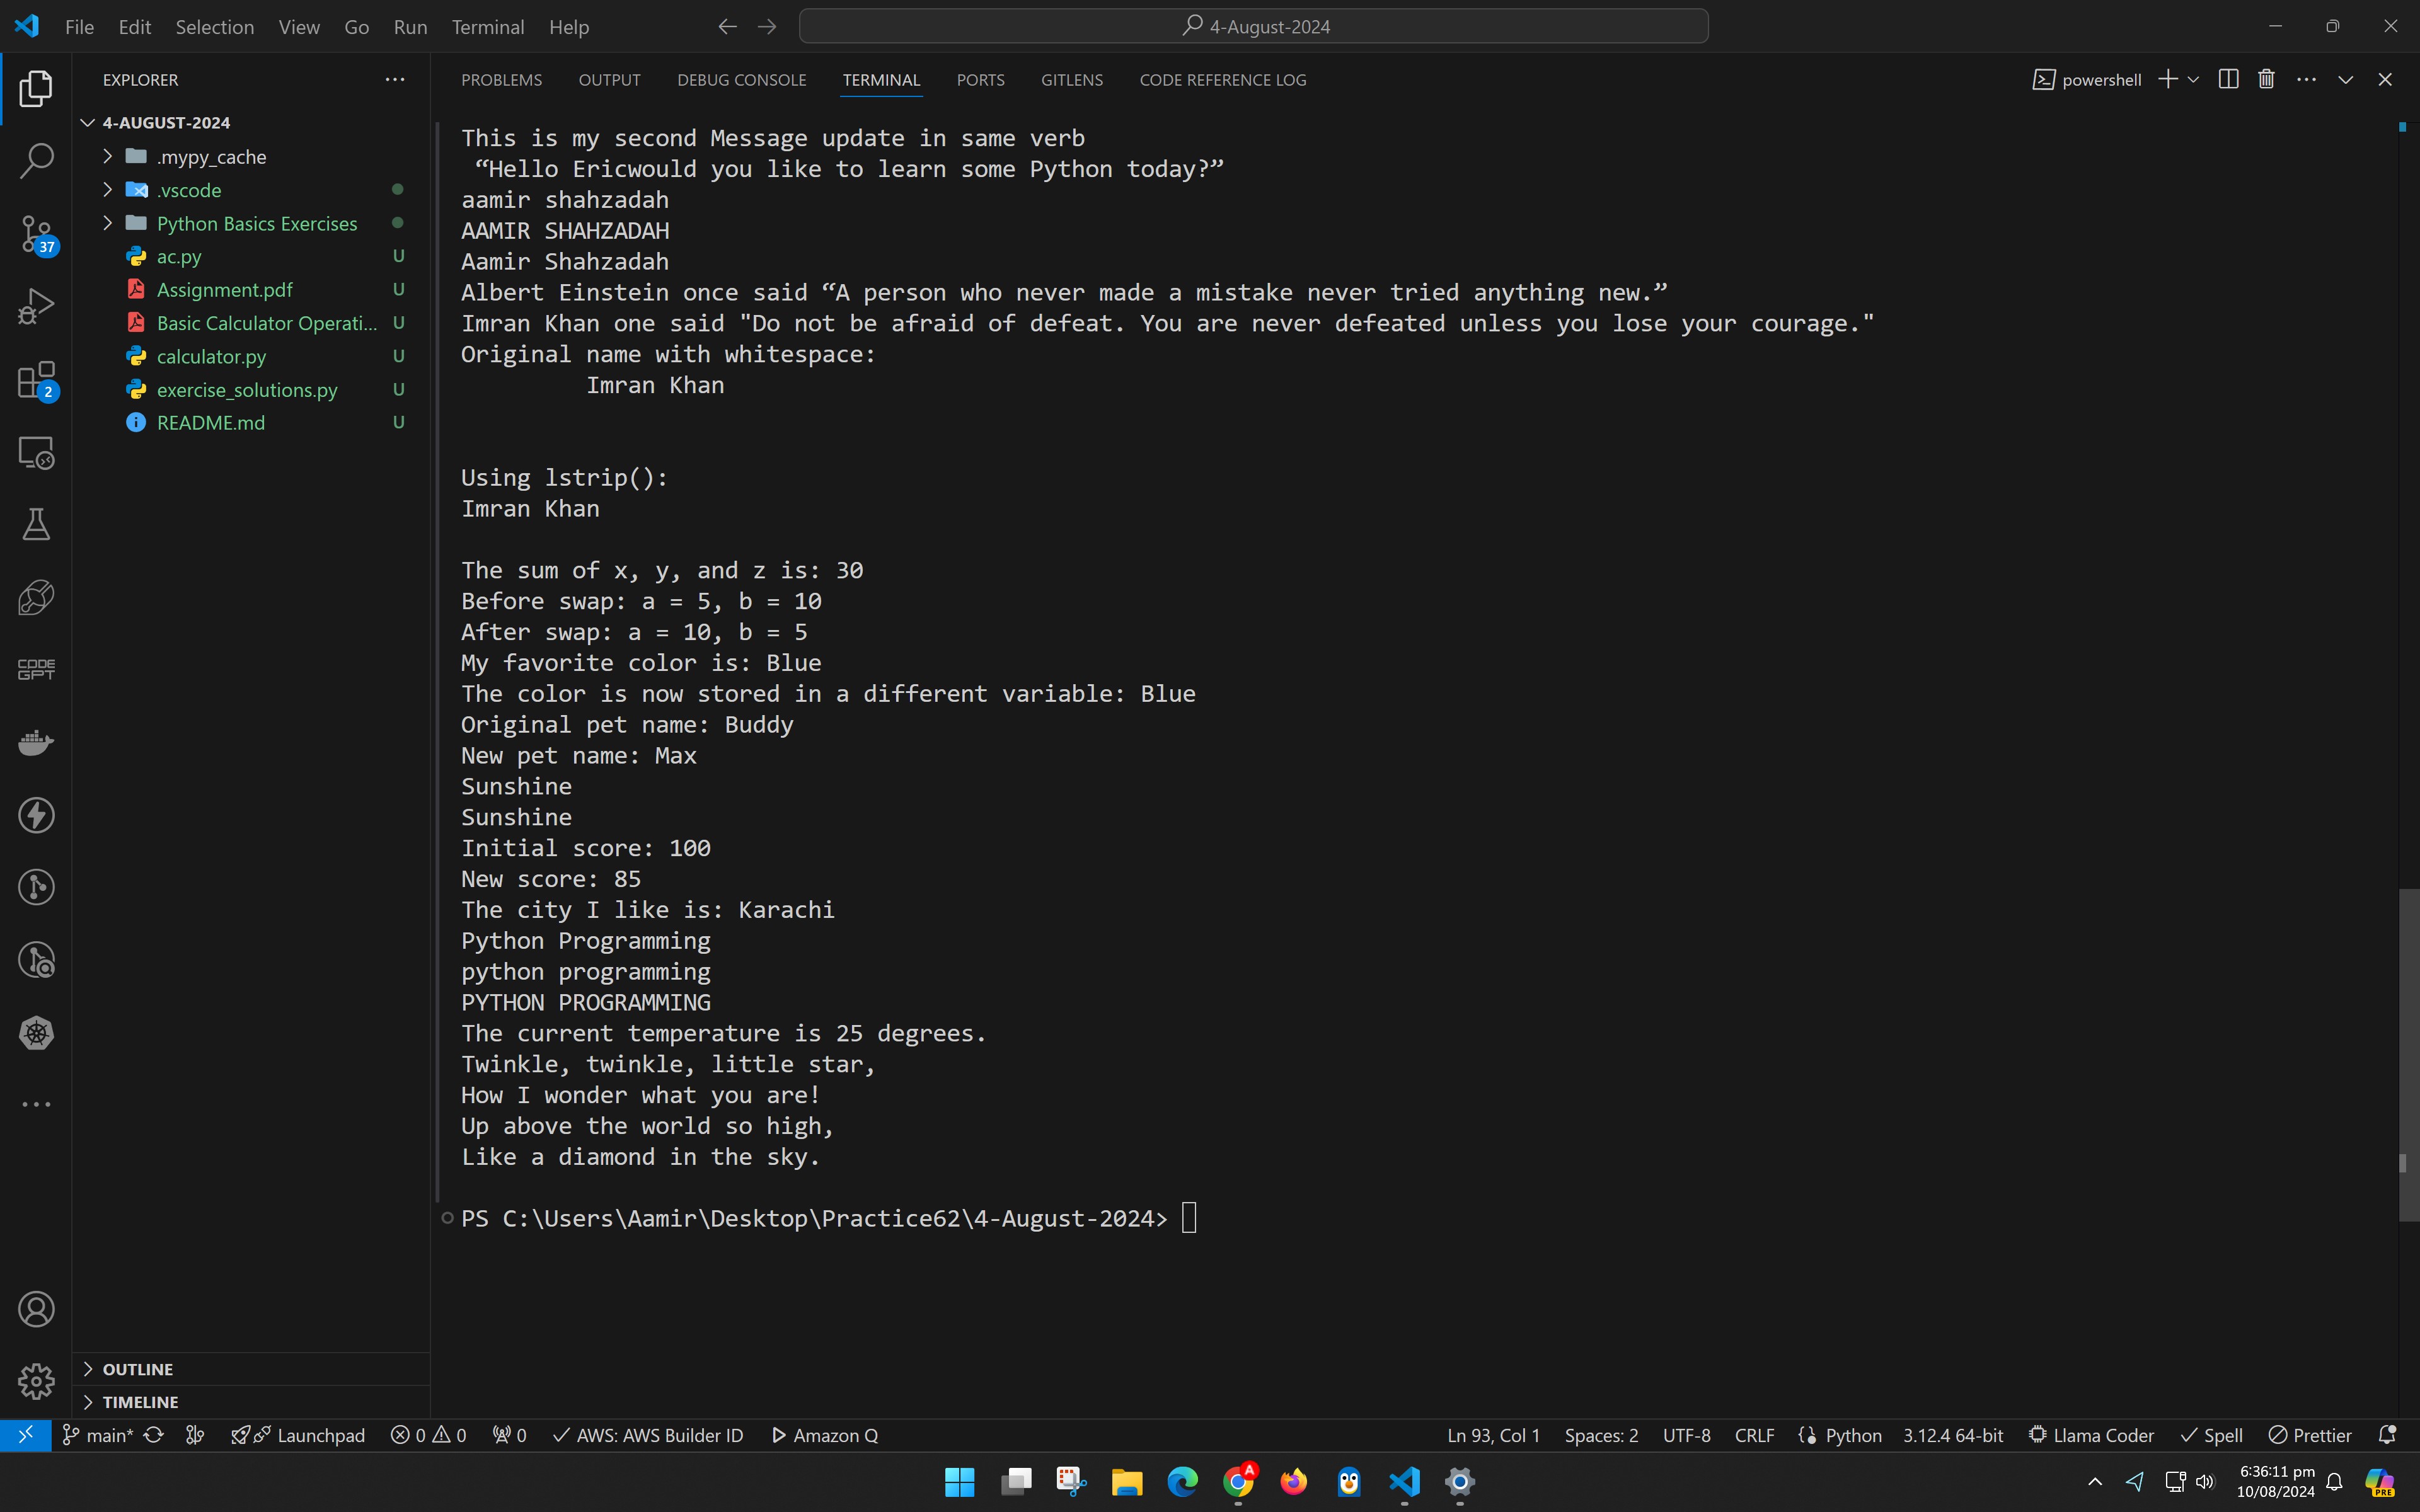 File Edit Selection View Go Run Terminal Help
4-August-2024
EXPLORER
4-AUGUST-2024
.mypy_cache
.vscode
Python Basics Exercises
ac.py U
Assignment.pdf U
Basic Calculator Operati... U
calculator.py U
exercise_solutions.py U
README.md U
37
2
CODE
GPT
OUTLINE
TIMELINE
PROBLEMS OUTPUT DEBUG CONSOLE TERMINAL PORTS GITLENS CODE REFERENCE LOG
powershell
This is my second Message update in same verb
“Hello Ericwould you like to learn some Python today?”
aamir shahzadah
AAMIR SHAHZADAH
Aamir Shahzadah
Albert Einstein once said “A person who never made a mistake never tried anything new.”
Imran Khan one said "Do not be afraid of defeat. You are never defeated unless you lose your courage."
Original name with whitespace:
Imran Khan
Using lstrip():
Imran Khan
The sum of x, y, and z is: 30
Before swap: a = 5, b = 10
After swap: a = 10, b = 5
My favorite color is: Blue
The color is now stored in a different variable: Blue
Original pet name: Buddy
New pet name: Max
Sunshine
Sunshine
Initial score: 100
New score: 85
The city I like is: Karachi
Python Programming
python programming
PYTHON PROGRAMMING
The current temperature is 25 degrees.
Twinkle, twinkle, little star,
How I wonder what you are!
Up above the world so high,
Like a diamond in the sky.
PS C:\Users\Aamir\Desktop\Practice62\4-August-2024>
main* Launchpad 0 0 0 AWS: AWS Builder ID Amazon Q Ln 93, Col 1 Spaces: 2 UTF-8 CRLF Python 3.12.4 64-bit Llama Coder Spell Prettier
A
6:36:11 pm
10/08/2024
PRE